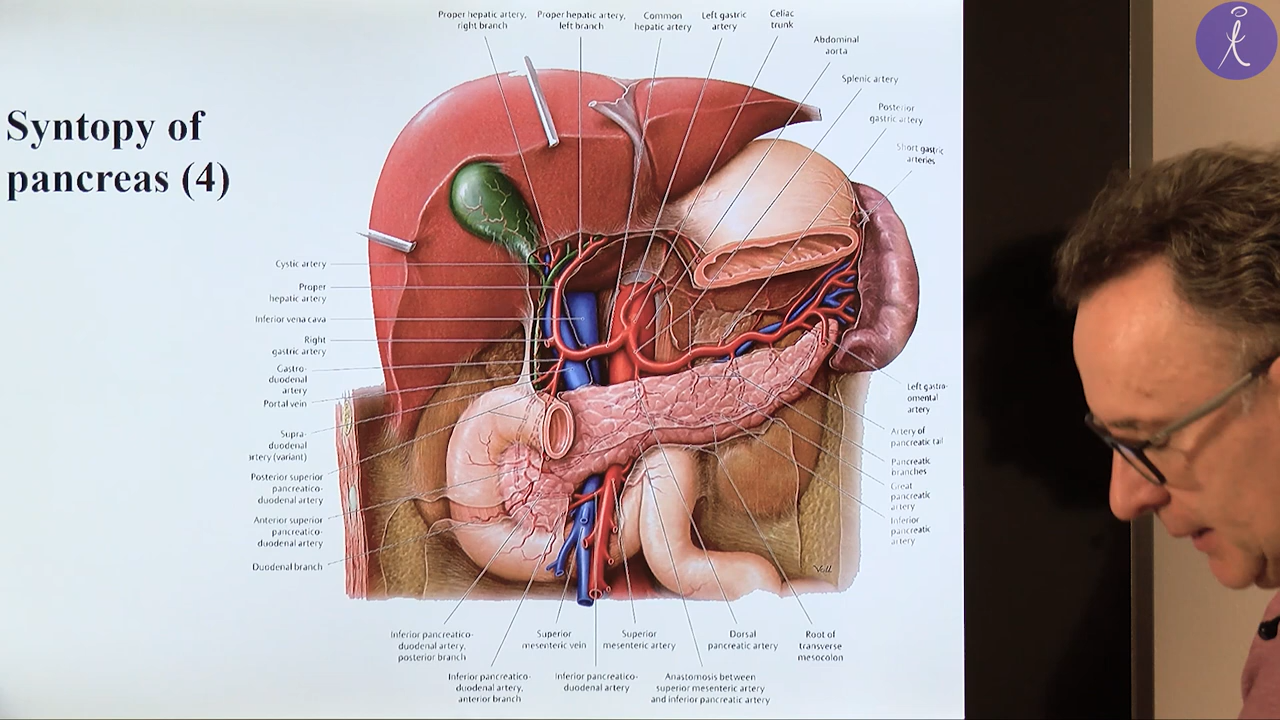 Syntopy of
pancreas (4)
Proper hepatic artery,
right branch
Proper hepatic artery,
left branch
Common
hepatic artery
Left gastric
artery
Celiac
trunk
Abdominal
aorta
Splenic artery
Posterior
gastric artery
Short gastric
arteries
Cystic artery
Proper
hepatic artery
Inferior vena cava
Right
gastric artery
Gastro-
duodenal
artery
Portal vein
Supra-
duodenal
artery (variant)
Posterior superior
pancreatico-
duodenal artery
Anterior superior
pancreatico-
duodenal artery
Duodenal branch
Left gastro-
omental
artery
Artery of
pancreatic tail
Pancreatic
branches
Great
pancreatic
artery
Inferior
pancreatic
artery
Voll
Inferior pancreatico-
duodenal artery,
posterior branch
Superior
mesenteric vein
Superior
mesenteric artery
Dorsal
pancreatic artery
Root of
transverse
mesocolon
Inferior pancreatico-
duodenal artery,
anterior branch
Inferior pancreatico-
duodenal artery
Anastomosis between
superior mesenteric artery
and inferior pancreatic artery